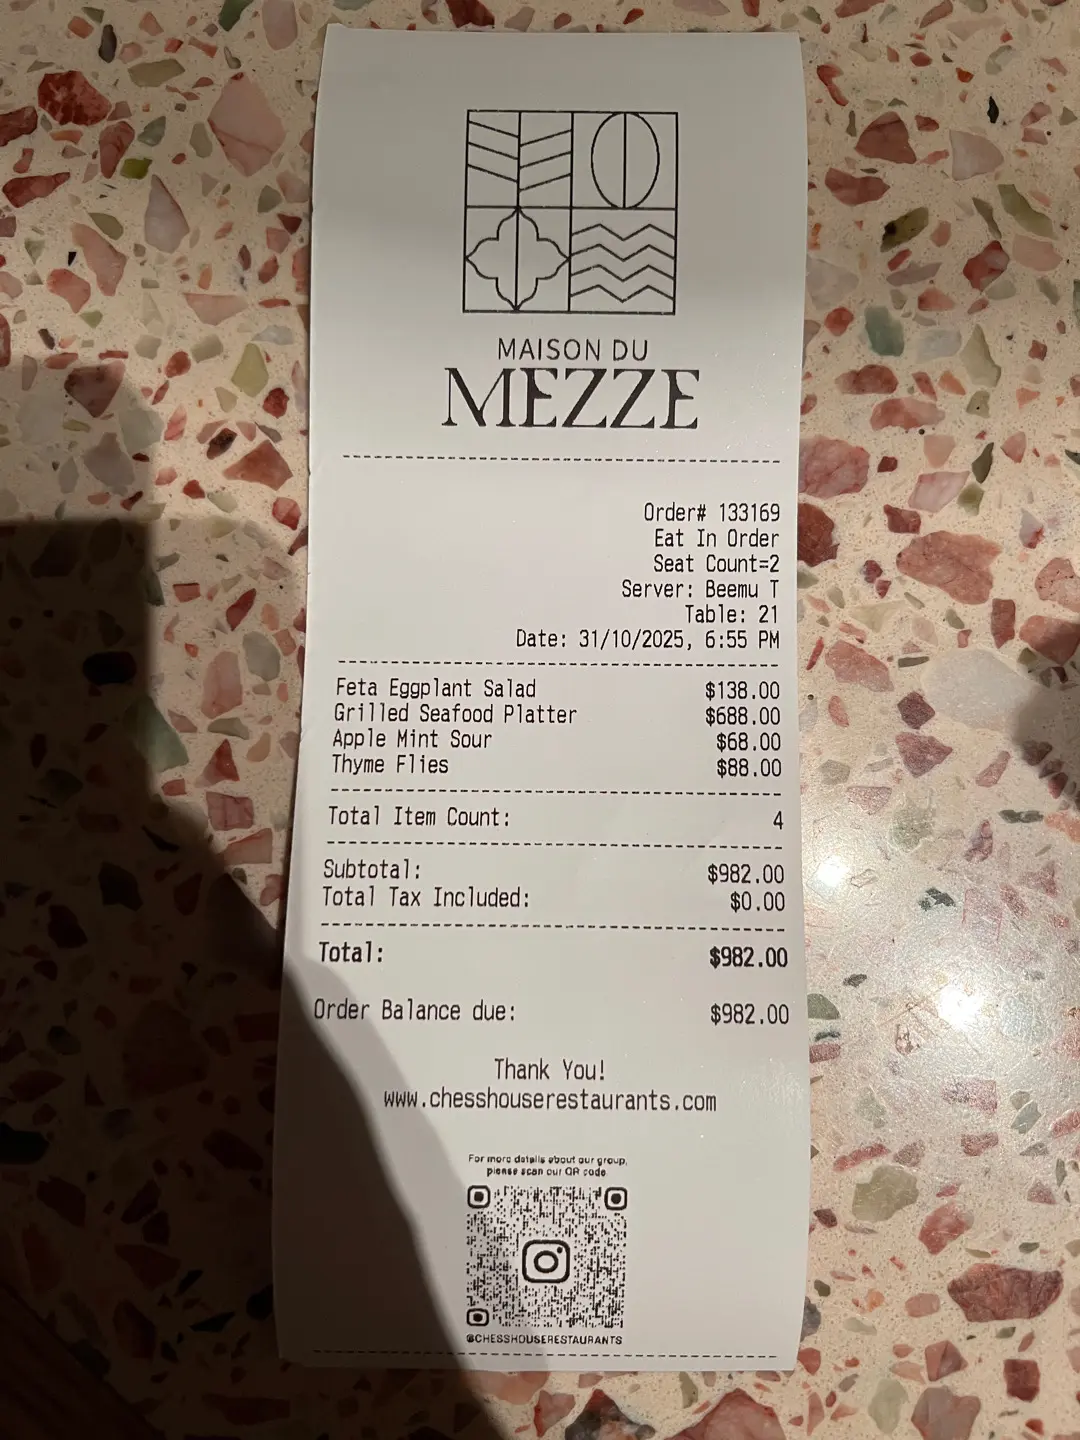 MAISON DU
MEZZE
Order# 133169
Eat In Order
Seat Count=2
Server: Beemu T
Table: 21
Date: 31/10/2025, 6:55 PM
Feta Eggplant Salad $138.00
Grilled Seafood Platter $688.00
Apple Mint Sour $68.00
Thyme Flies $88.00
Total Item Count: 4
Subtotal: $982.00
Total Tax Included: $0.00
Total: $982.00
Order Balance due: $982.00
Thank You!
www.chesshouserestaurants.com
For more details about our group,
please scan our QR code
@CHESSHOUSERESTAURANTS